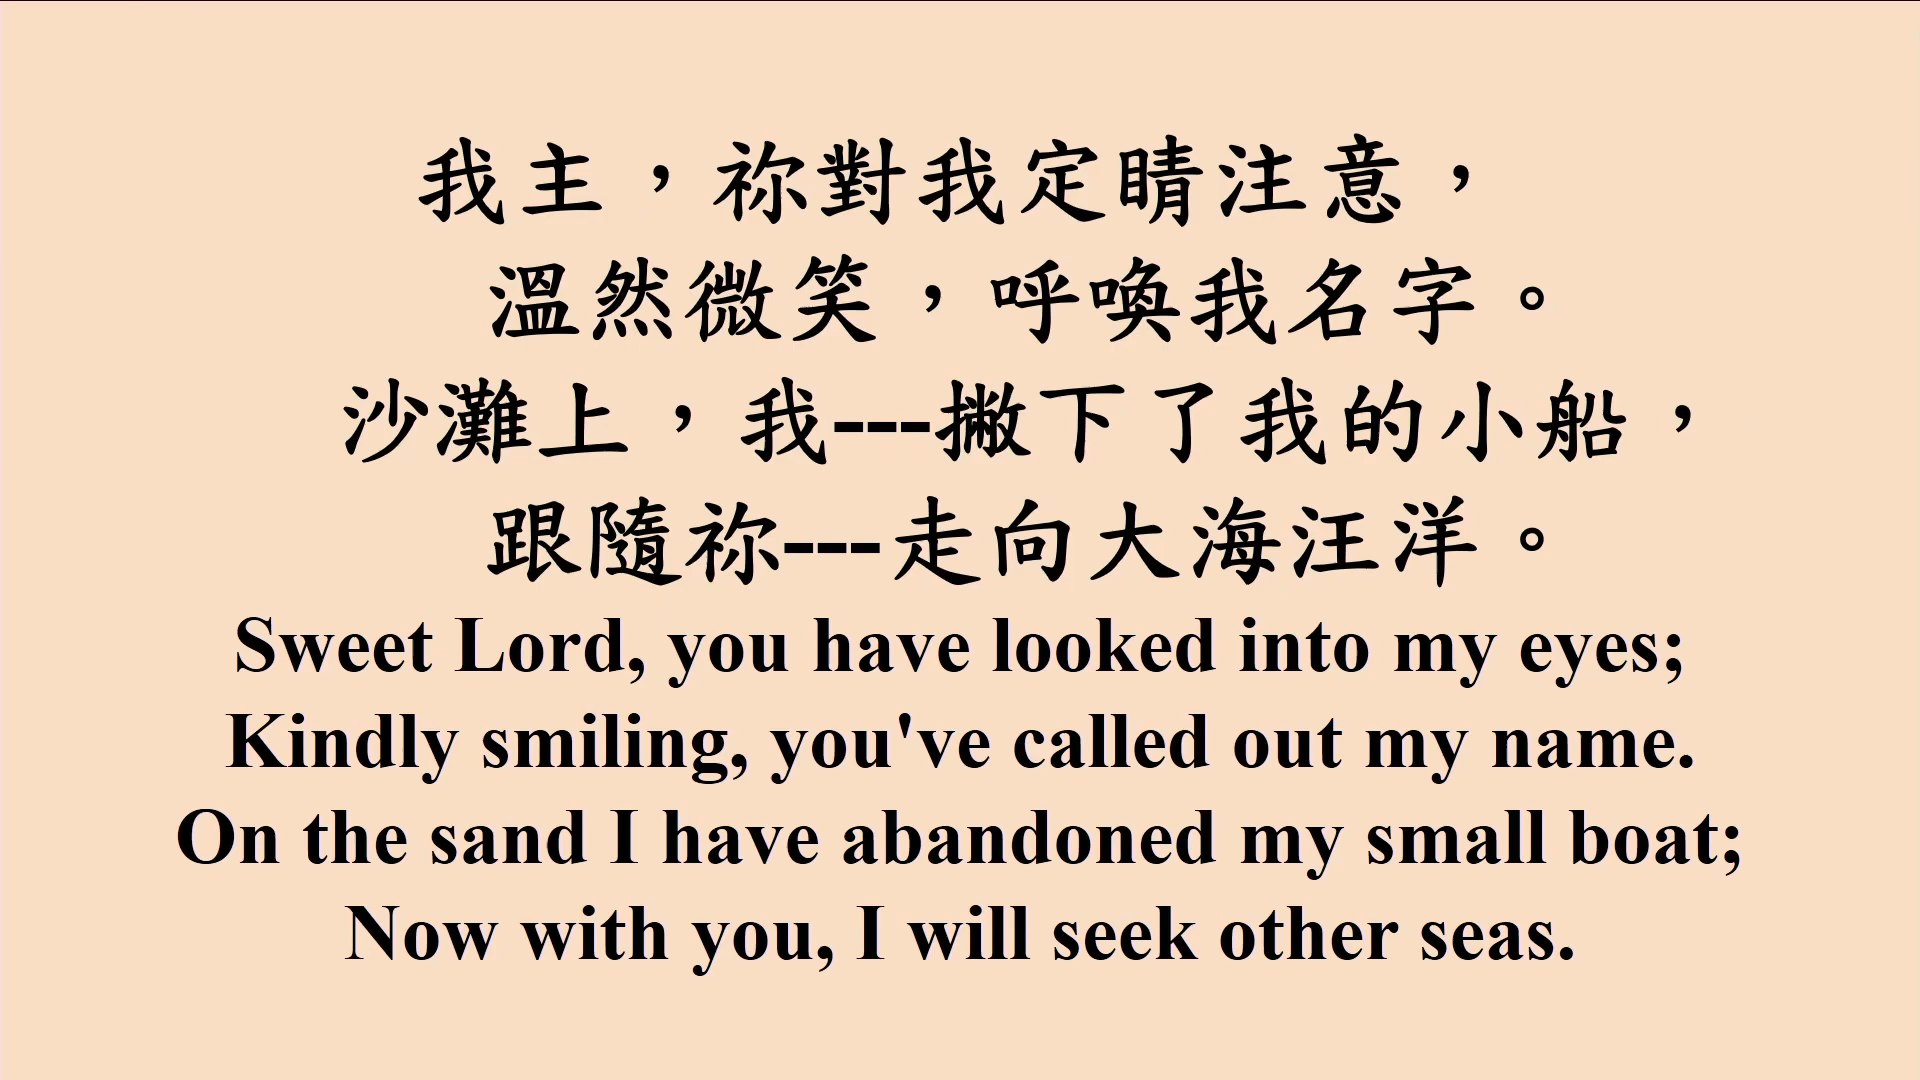 我主，祢對我定睛注意，
溫然微笑，呼喚我名字。
沙灘上，我---撇下了我的小船，
跟隨祢---走向大海汪洋。
Sweet Lord, you have looked into my eyes;
Kindly smiling, you've called out my name.
On the sand I have abandoned my small boat;
Now with you, I will seek other seas.